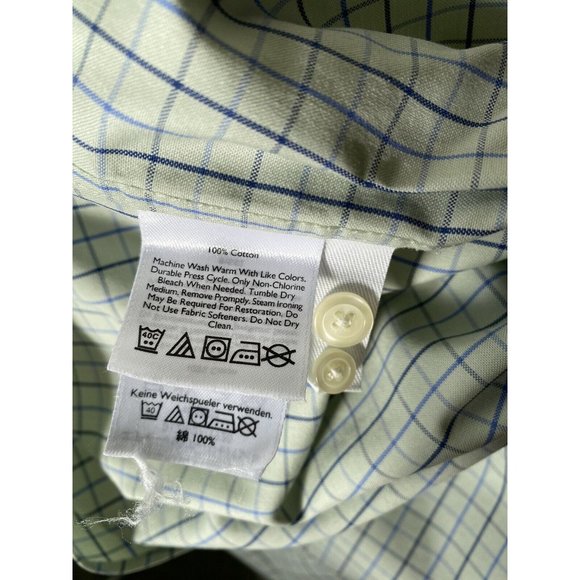 100% Cotton
Machine Wash Warm With Like Colors.
Durable Press Cycle. Only Non-Chlorine
Bleach When Needed. Tumble Dry
Medium. Remove Promptly. Steam Ironing
May Be Required For Restoration. Do
Not Use Fabric Softeners. Do Not Dry
Clean.
40C
Keine Weichspueler verwenden.
40
綿 100%